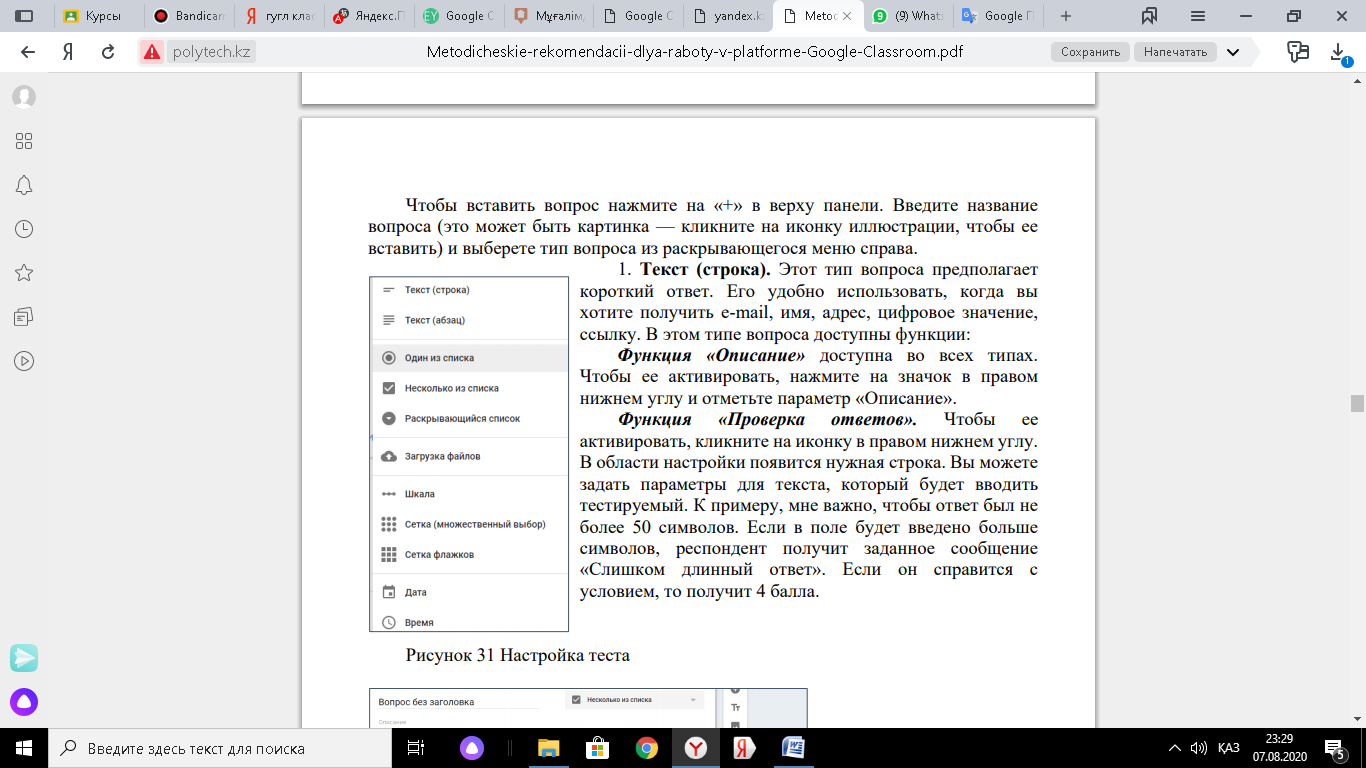 Курсы
Bandicam
гугл клас
Яндекс.П
Google C
Мұғалім,
Google C
yandex.k
Metod
(9) Whats
Google П
polytech.kz
Metodicheskie-rekomendacii-dlya-raboty-v-platforme-Google-Classroom.pdf
Сохранить
Напечатать
1
Чтобы вставить вопрос нажмите на «+» в верху панели. Введите название
вопроса (это может быть картинка — кликните на иконку иллюстрации, чтобы ее
вставить) и выберете тип вопроса из раскрывающегося меню справа.
1. Текст (строка). Этот тип вопроса предполагает
короткий ответ. Его удобно использовать, когда вы
хотите получить e-mail, имя, адрес, цифровое значение,
ссылку. В этом типе вопроса доступны функции:
Функция «Описание» доступна во всех типах.
Чтобы ее активировать, нажмите на значок в правом
нижнем углу и отметьте параметр «Описание».
Функция «Проверка ответов». Чтобы ее
активировать, кликните на иконку в правом нижнем углу.
В области настройки появится нужная строка. Вы можете
задать параметры для текста, который будет вводить
тестируемый. К примеру, мне важно, чтобы ответ был не
более 50 символов. Если в поле будет введено больше
символов, респондент получит заданное сообщение
«Слишком длинный ответ». Если он справится с
условием, то получит 4 балла.
Текст (строка)
Текст (абзац)
Один из списка
Несколько из списка
Раскрывающийся список
Загрузка файлов
Шкала
Сетка (множественный выбор)
Сетка флажков
Дата
Время
Рисунок 31 Настройка теста
Вопрос без заголовка
Несколько из списка
Описание
Тт
Введите здесь текст для поиска
ҚАЗ
23:29
07.08.2020
5